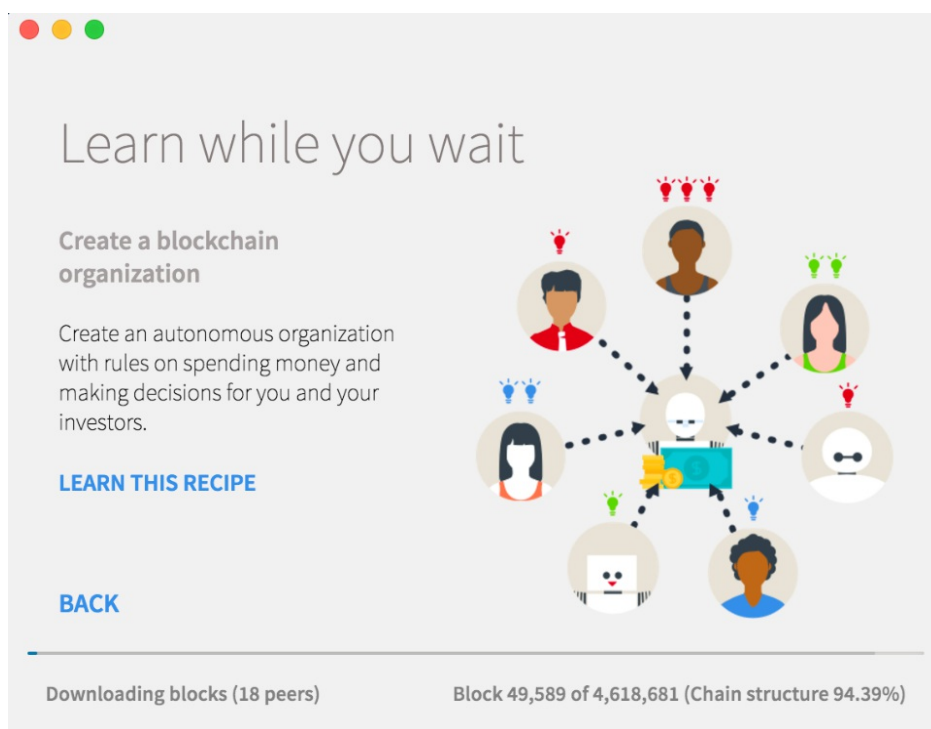 Learn while you wait
Create a blockchain
organization
Create an autonomous organization
with rules on spending money and
making decisions for you and your
investors.
LEARN THIS RECIPE
BACK
$
$
Downloading blocks (18 peers)
Block 49,589 of 4,618,681 (Chain structure 94.39%)